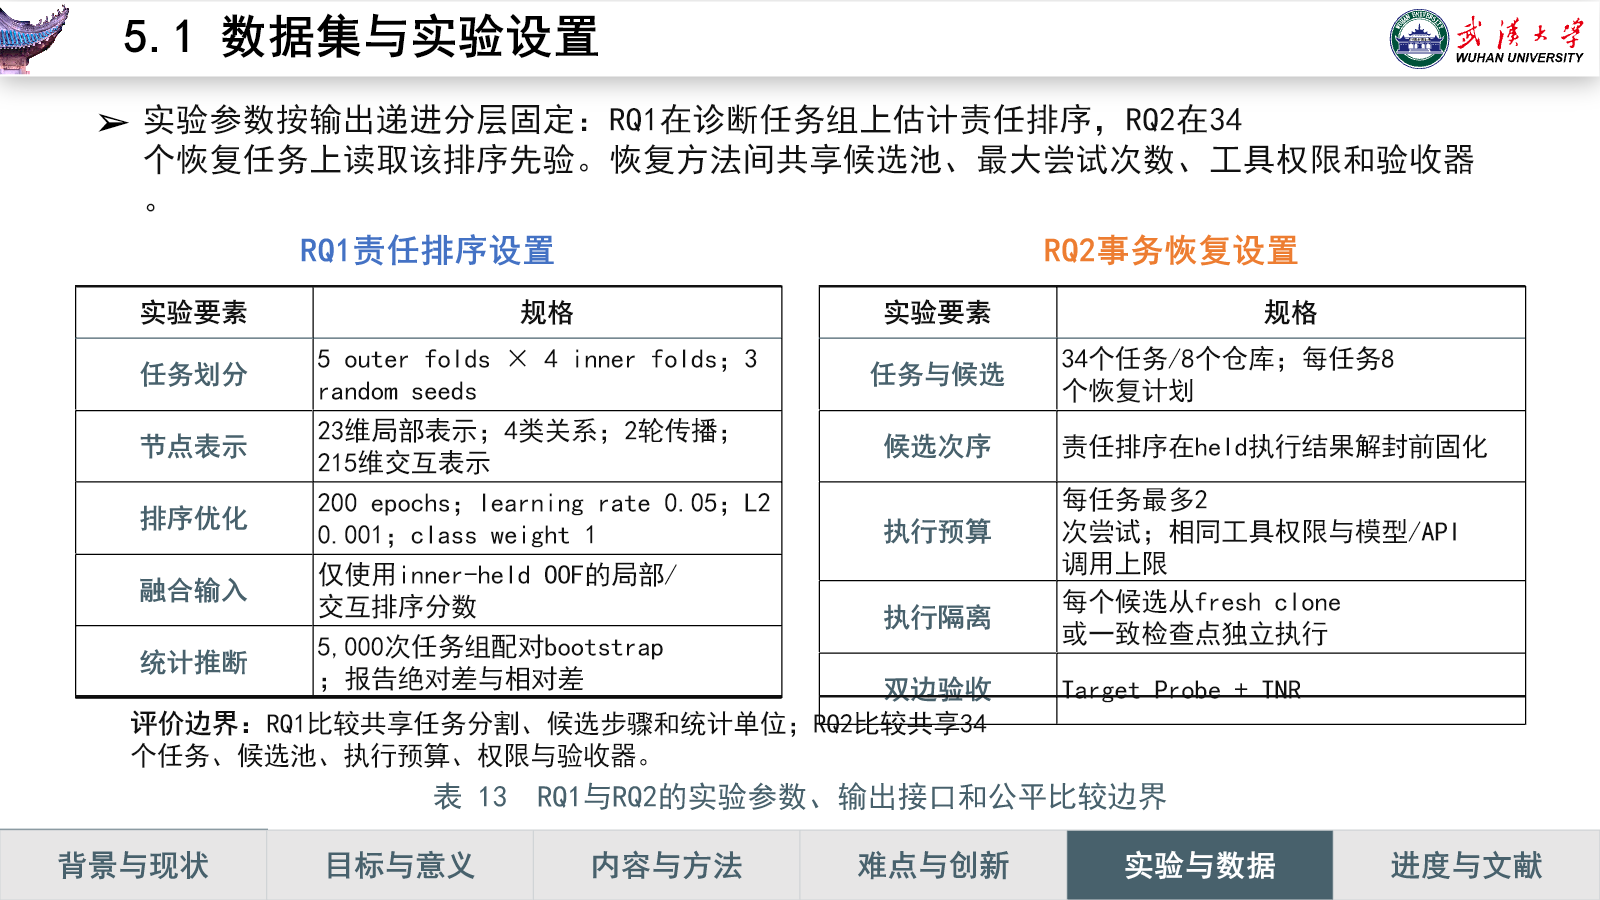 5.1 数据集与实验设置
武汉大学
WUHAN UNIVERSITY
➢ 实验参数按输出递进分层固定：RQ1在诊断任务组上估计责任排序，RQ2在34
个恢复任务上读取该排序先验。恢复方法间共享候选池、最大尝试次数、工具权限和验收器
。
RQ1责任排序设置
实验要素 规格
任务划分 5 outer folds × 4 inner folds；3
random seeds
节点表示 23维局部表示；4类关系；2轮传播；
215维交互表示
排序优化 200 epochs；learning rate 0.05；L2
0.001；class weight 1
融合输入 仅使用inner-held OOF的局部/
交互排序分数
统计推断 5,000次任务组配对bootstrap
；报告绝对差与相对差
RQ2事务恢复设置
实验要素 规格
任务与候选 34个任务/8个仓库；每任务8
个恢复计划
候选次序 责任排序在held执行结果解封前固化
执行预算 每任务最多2
次尝试；相同工具权限与模型/API
调用上限
执行隔离 每个候选从fresh clone
或一致检查点独立执行
双边验收 Target Probe + TNR
评价边界：RQ1比较共享任务分割、候选步骤和统计单位；RQ2比较共享34
个任务、候选池、执行预算、权限与验收器。
表 13 RQ1与RQ2的实验参数、输出接口和公平比较边界
背景与现状 目标与意义 内容与方法 难点与创新 实验与数据 进度与文献